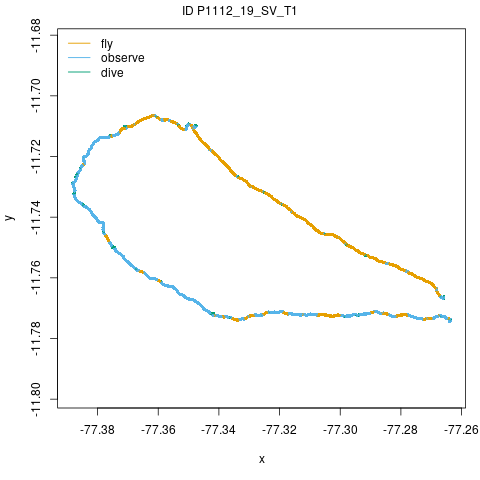 ID P1112_19_SV_T1
fly
observe
dive
y
-11.68
-11.70
-11.72
-11.74
-11.76
-11.78
-11.80
-77.38
-77.36
-77.34
-77.32
-77.30
-77.28
-77.26
x